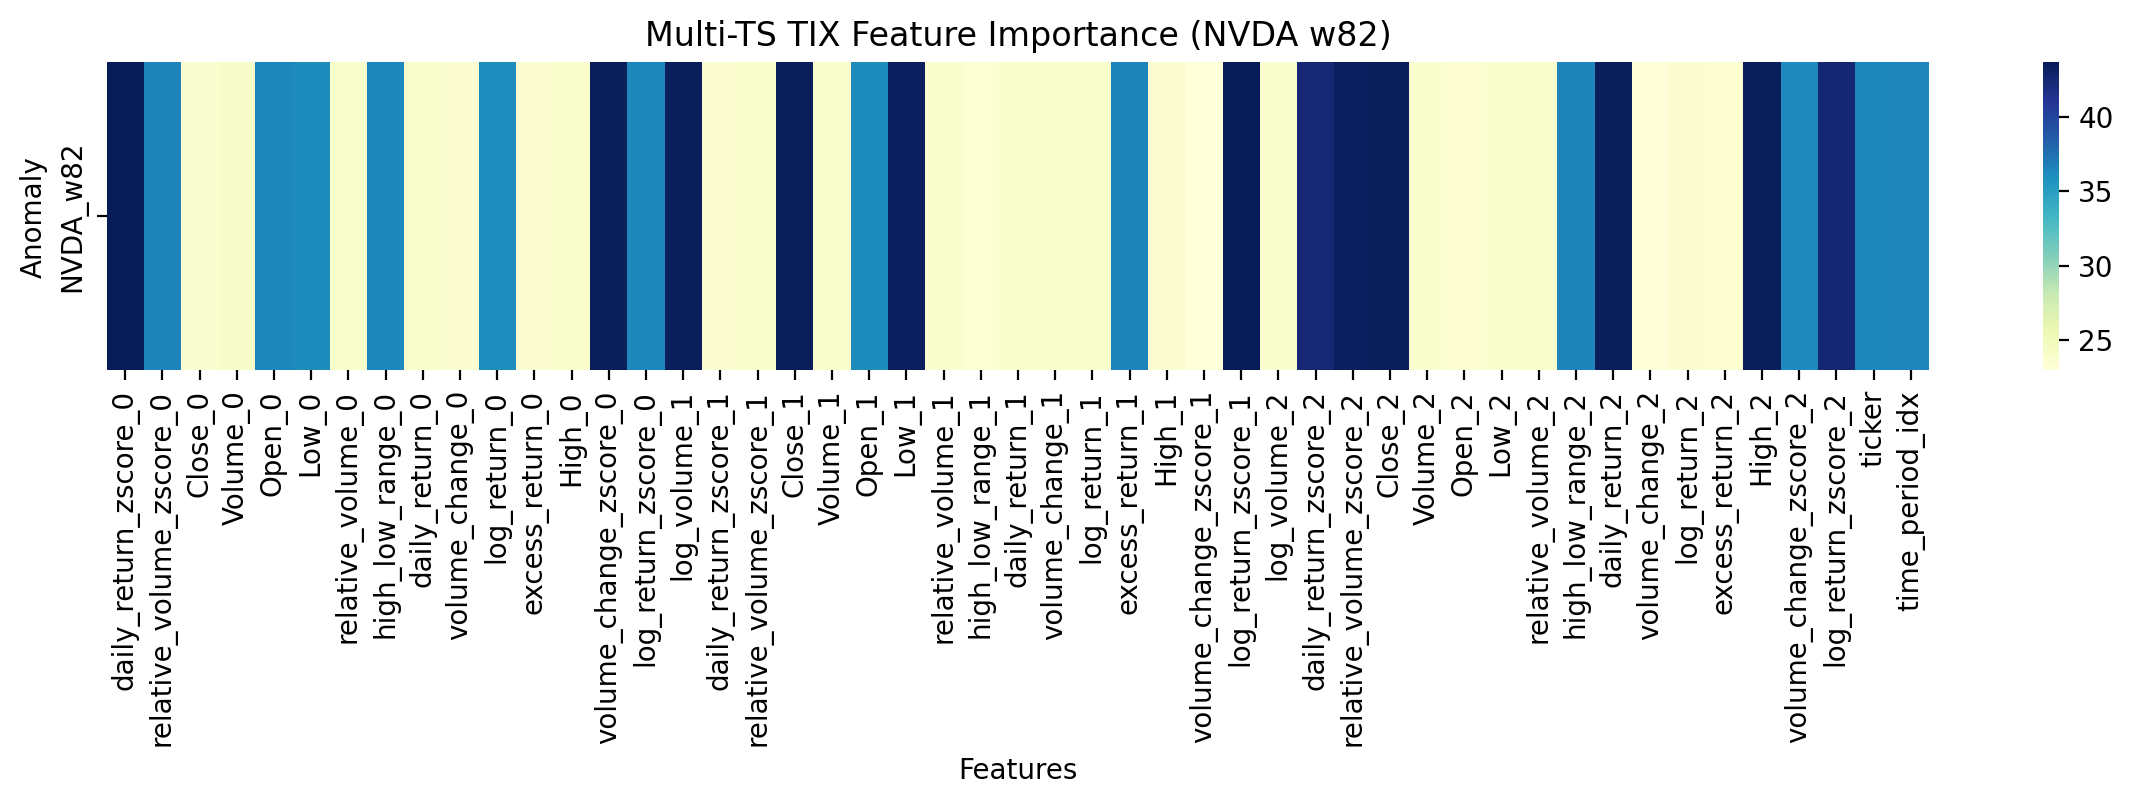 Multi-TS TIX Feature Importance (NVDA w82)
Anomaly
NVDA_w82
40
35
30
25
daily_return_zscore_0
relative_volume_zscore_0
Close_0
Volume_0
Open_0
Low_0
relative_volume_0
high_low_range_0
daily_return_0
volume_change_0
log_return_0
excess_return_0
High_0
volume_change_zscore_0
log_return_zscore_0
log_volume_1
daily_return_zscore_1
relative_volume_zscore_1
Close_1
Volume_1
Open_1
Low_1
relative_volume_1
high_low_range_1
daily_return_1
volume_change_1
log_return_1
excess_return_1
High_1
volume_change_zscore_1
log_return_zscore_1
log_volume_2
daily_return_zscore_2
relative_volume_zscore_2
Close_2
Volume_2
Open_2
Low_2
relative_volume_2
high_low_range_2
daily_return_2
volume_change_2
log_return_2
excess_return_2
High_2
volume_change_zscore_2
log_return_zscore_2
ticker
time_period_idx
Features